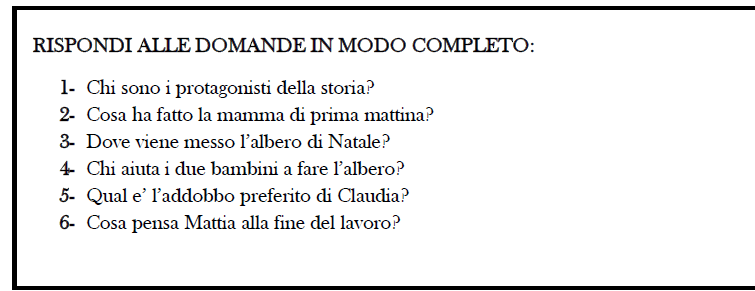 RISPONDI ALLE DOMANDE IN MODO COMPLETO:
1- Chi sono i protagonisti della storia?
2- Cosa ha fatto la mamma di prima mattina?
3- Dove viene messo l’albero di Natale?
4- Chi aiuta i due bambini a fare l’albero?
5- Qual e’ l’addobbo preferito di Claudia?
6- Cosa pensa Mattia alla fine del lavoro?